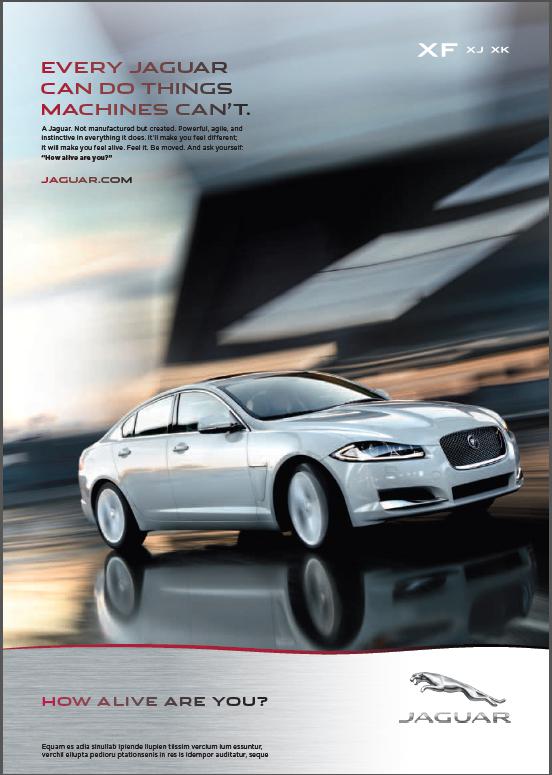 XF XJ XK
EVERY JAGUAR
CAN DO THINGS
MACHINES CAN'T.
A Jaguar. Not manufactured but created. Powerful, agile, and
instinctive in everything it does. It'll make you feel different;
it will make you feel alive. Feel it. Be moved. And ask yourself:
"How alive are you?"
JAGUAR.COM
HOW ALIVE ARE YOU?
JAGUAR
Equam es adia sinullab ipiende llupien tiissim vercium ium essuntur,
verchil ellupta pedioru ptationsenis in res is idempor auditatur, seque